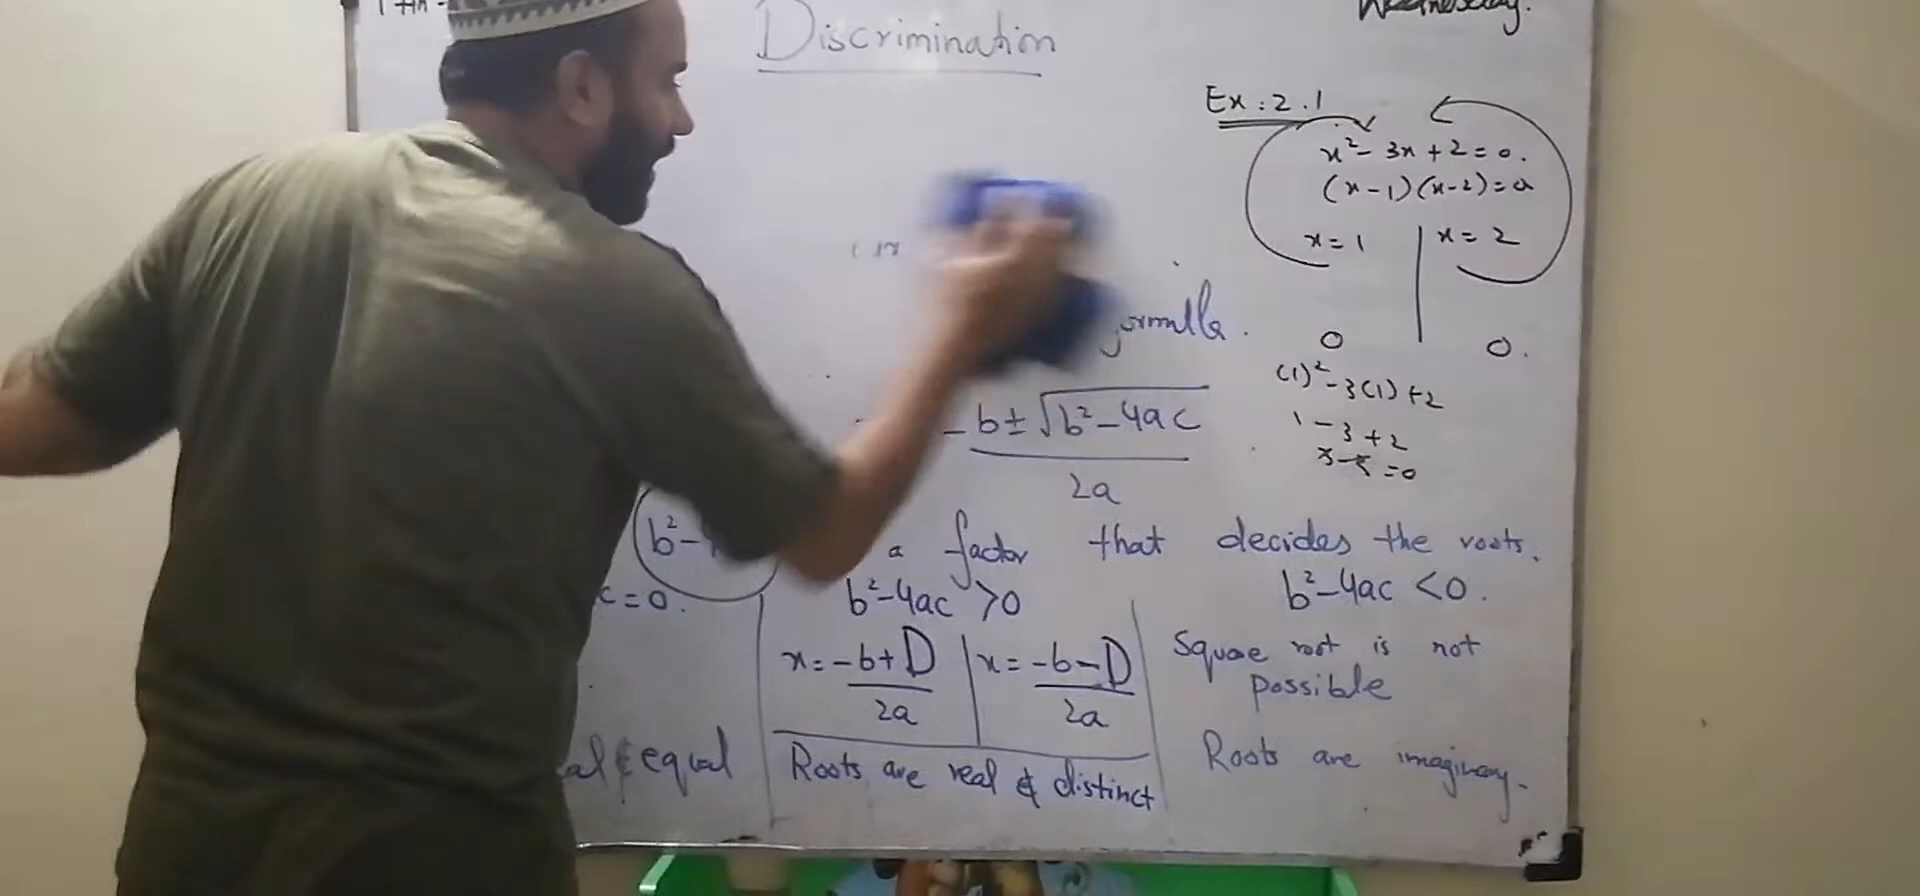 Wednesday.
Discrimination
Ex: 2.1
x² - 3x + 2 = 0.
(x-1)(x-2)=0
x = 1 | x = 2
formulla.
0 0.
(1)² - 3(1) + 2
1 - 3 + 2
3 - 3 = 0
- b ± √b² - 4ac
2a
b² -
a factor that decides the roots.
c = 0. b² - 4ac > 0 b² - 4ac < 0.
x = -b + D / 2a | x = -b - D / 2a
Square root is not
possible
equal
Roots are real & distinct
Roots are imaginary.